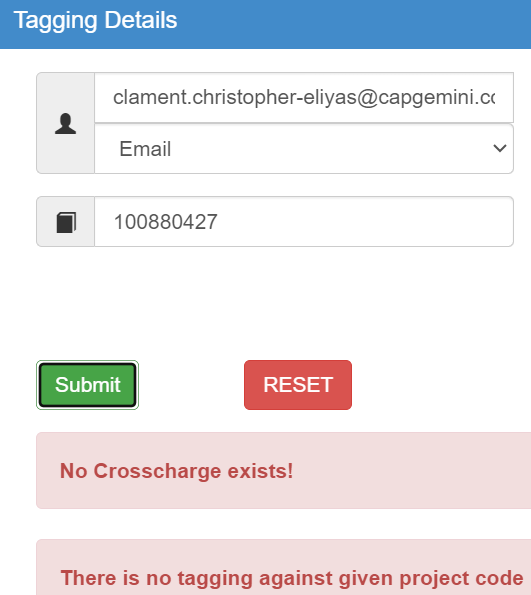 Tagging Details
clament.christopher-eliyas@capgemini.co
Email
100880427
Submit
RESET
No Crosscharge exists!
There is no tagging against given project code